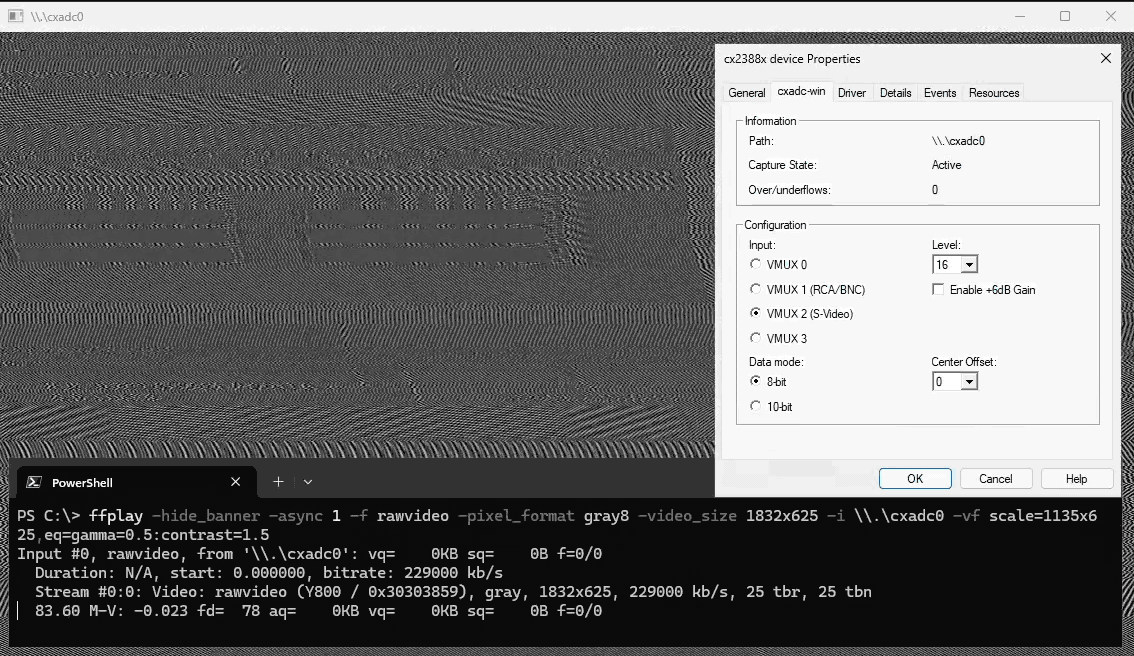 \\.\cxadc0
cx2388x device Properties
General cxadc-win Driver Details Events Resources
Information
Path: \\.\cxadc0
Capture State: Active
Over/underflows: 0
Configuration
Input: Level:
VMUX 0 16
VMUX 1 (RCA/BNC) Enable +6dB Gain
VMUX 2 (S-Video)
VMUX 3
Data mode: Center Offset:
8-bit 0
10-bit
OK Cancel Help
PowerShell
PS C:\> ffplay -hide_banner -async 1 -f rawvideo -pixel_format gray8 -video_size 1832x625 -i \\.\cxadc0 -vf scale=1135x6
25,eq=gamma=0.5:contrast=1.5
Input #0, rawvideo, from '\\.\cxadc0': vq=    0KB sq=    0B f=0/0
  Duration: N/A, start: 0.000000, bitrate: 229000 kb/s
  Stream #0:0: Video: rawvideo (Y800 / 0x30303859), gray, 1832x625, 229000 kb/s, 25 tbr, 25 tbn
  83.60 M-V: -0.023 fd=  78 aq=    0KB vq=    0KB sq=    0B f=0/0